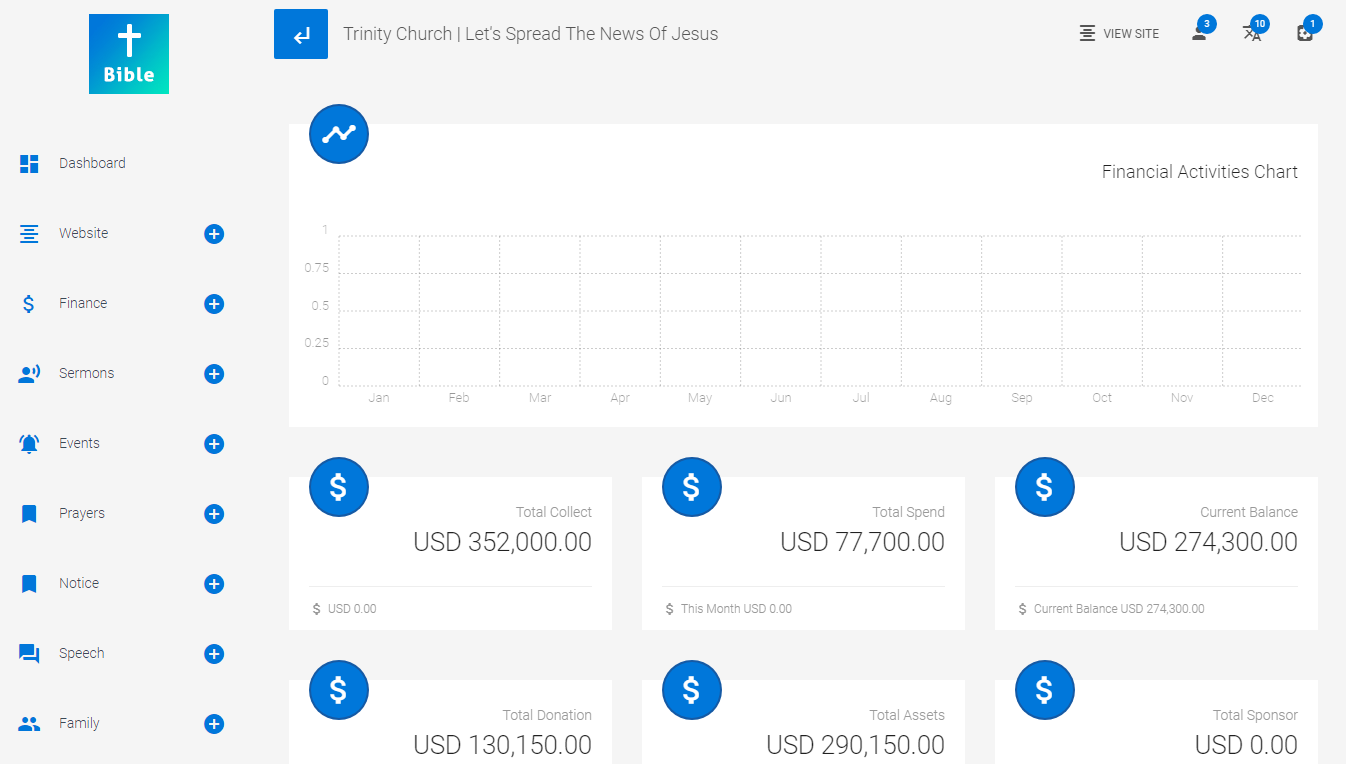 Bible
Trinity Church | Let's Spread The News Of Jesus
VIEW SITE
3
10
1
Dashboard
Website
Finance
Sermons
Events
Prayers
Notice
Speech
Family
Financial Activities Chart
1
0.75
0.5
0.25
0
Jan Feb Mar Apr May Jun Jul Aug Sep Oct Nov Dec
$
Total Collect
USD 352,000.00
$ USD 0.00
$
Total Spend
USD 77,700.00
$ This Month USD 0.00
$
Current Balance
USD 274,300.00
$ Current Balance USD 274,300.00
$
Total Donation
USD 130,150.00
$
Total Assets
USD 290,150.00
$
Total Sponsor
USD 0.00